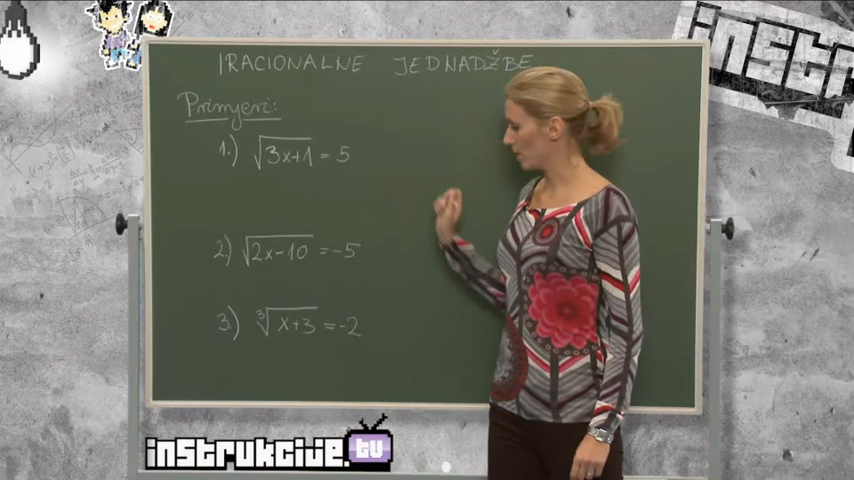 IRACIONALNE JEDNADŽBE
Primjeri:
1.) √3x+1 = 5
2.) √2x-10 = -5
3.) ∛x+3 = -2
instrukcije.tv